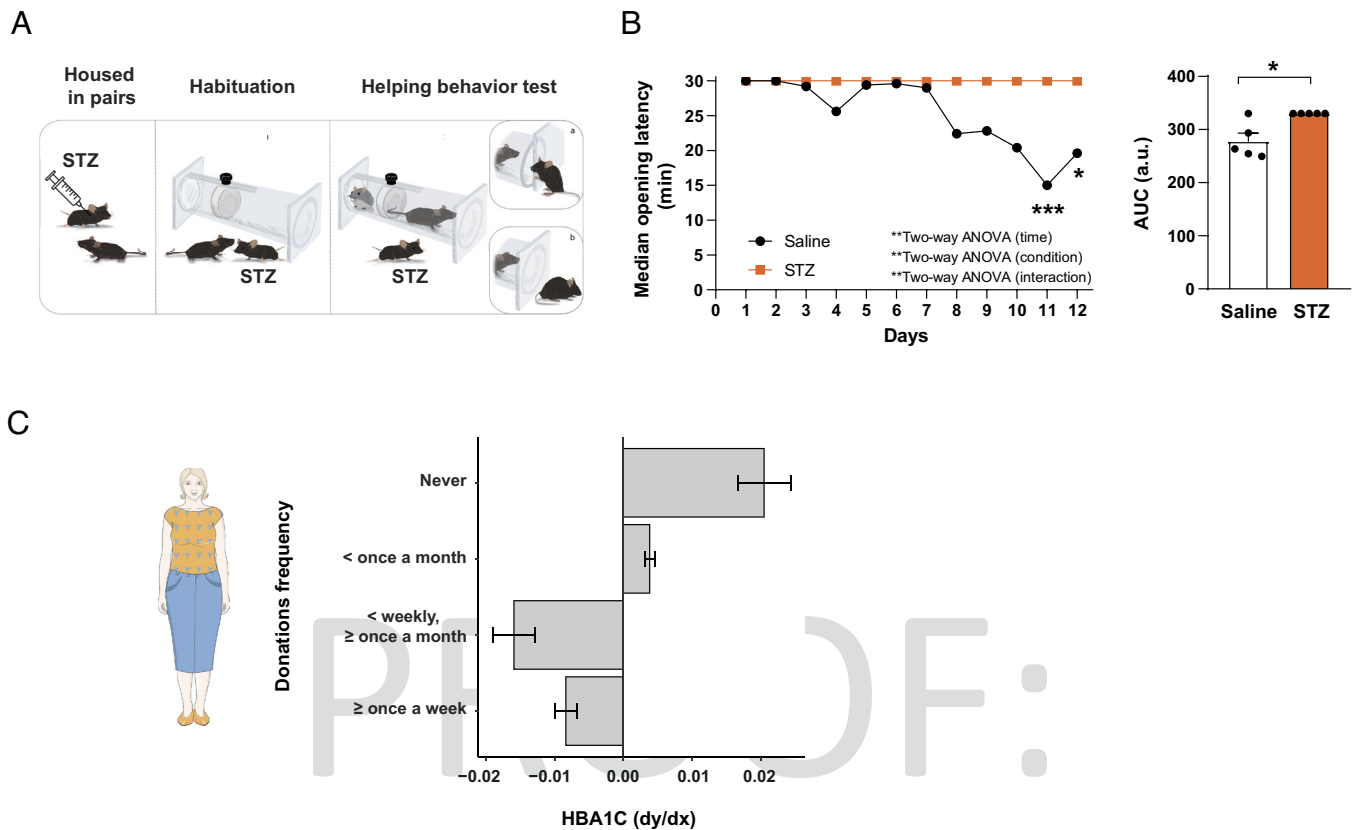 A
Housed
in pairs
Habituation
Helping behavior test
STZ
STZ
STZ
a
b
B
Median opening latency
(min)
30
25
20
15
10
5
0
0 1 2 3 4 5 6 7 8 9 10 11 12
Days
Saline
STZ
***
*
**Two-way ANOVA (time)
**Two-way ANOVA (condition)
**Two-way ANOVA (interaction)
AUC (a.u.)
400
300
200
100
0
*
Saline STZ
C
Donations frequency
Never
< once a month
< weekly,
≥ once a month
≥ once a week
−0.02 −0.01 0.00 0.01 0.02
HBA1C (dy/dx)
PROOF: